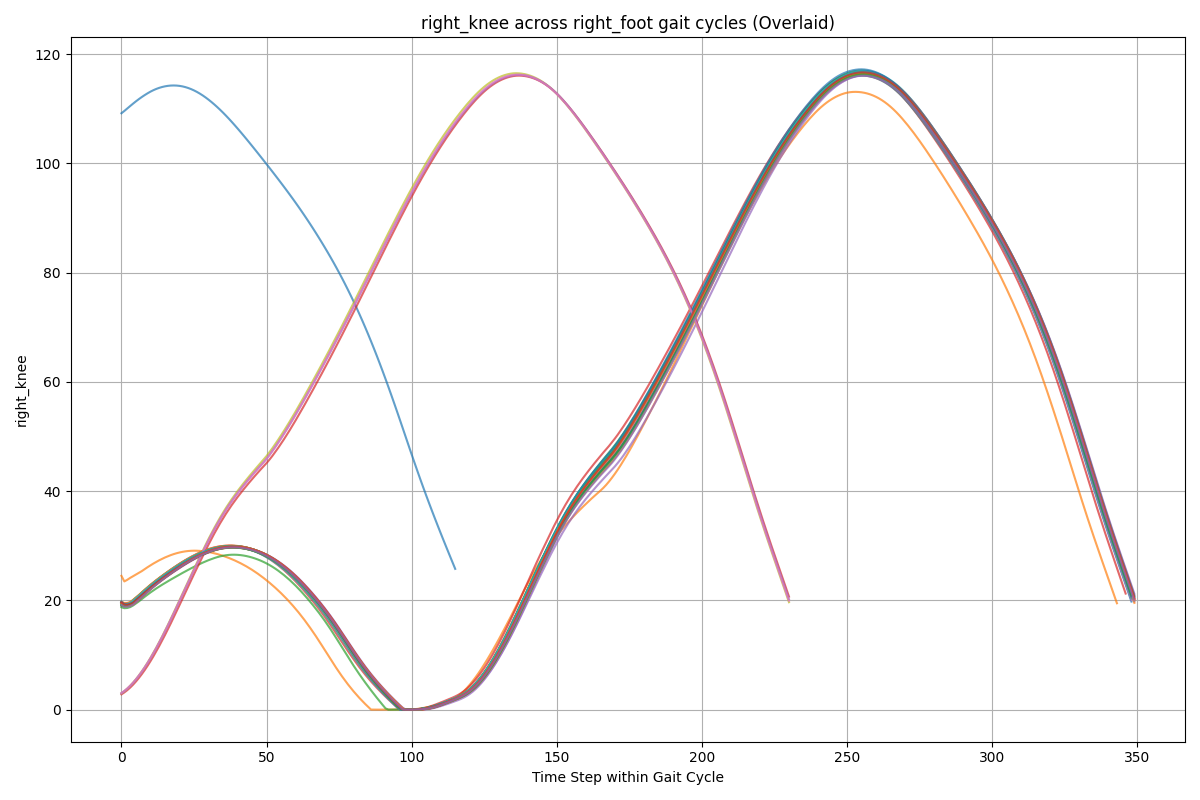 right_knee across right_foot gait cycles (Overlaid)
120
100
80
60
40
20
0
right_knee
0 50 100 150 200 250 300 350
Time Step within Gait Cycle